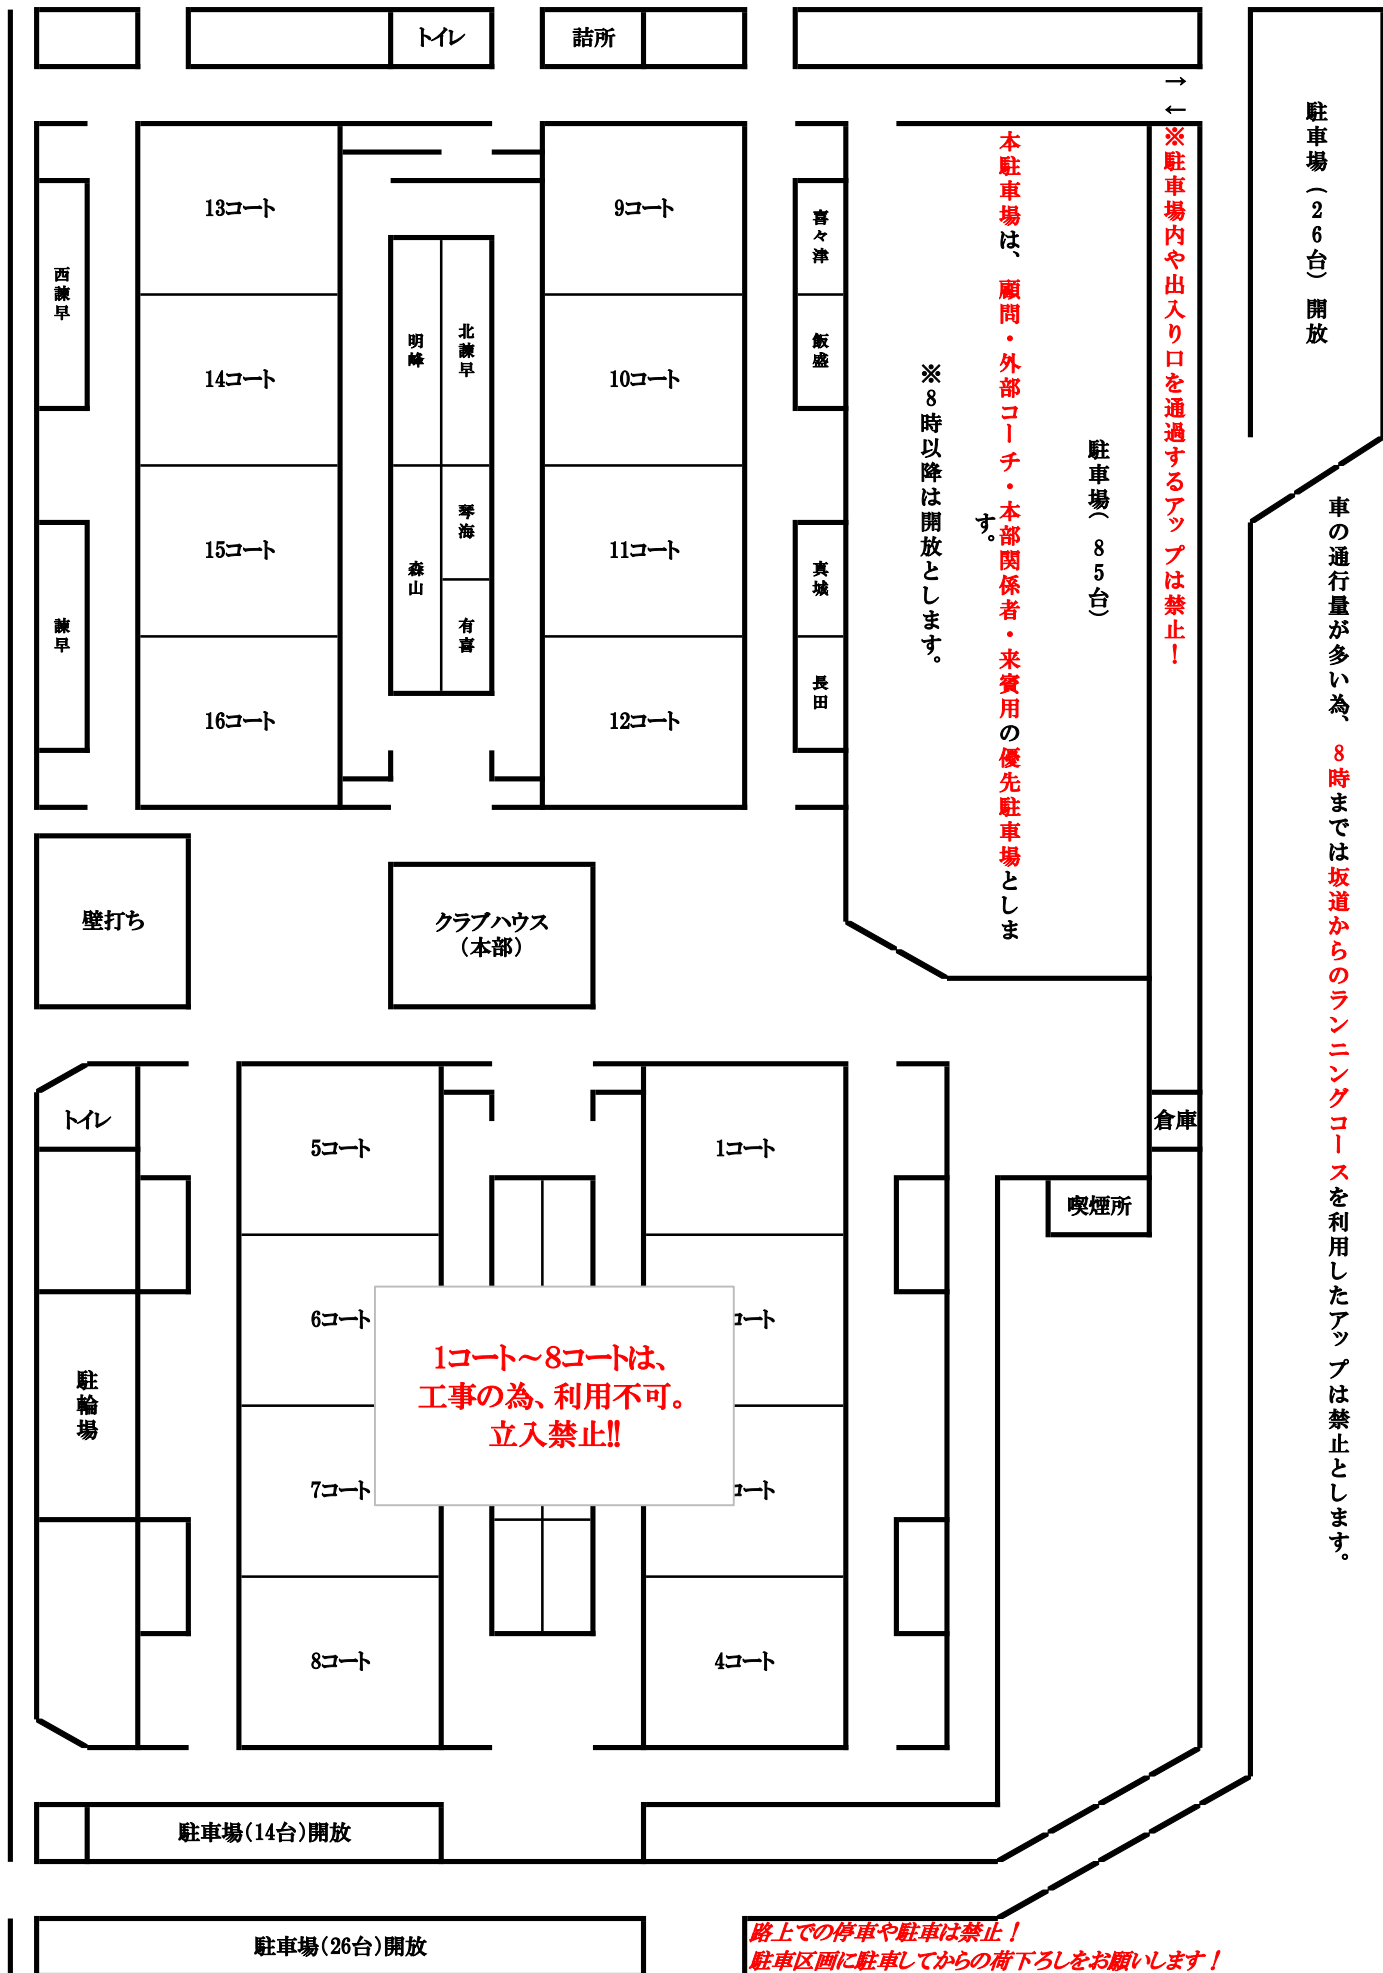 トイレ
詰所
→
←
※駐車場内や出入り口を通過するアップは禁止！
駐車場（２６台）開放
本駐車場は、顧問・外部コーチ・本部関係者・来賓用の優先駐車場としま
す。
※８時以降は開放とします。
駐車場（８５台）
車の通行量が多い為、８時までは坂道からのランニングコースを利用したアップは禁止とします。
13コート
9コート
14コート
10コート
15コート
11コート
16コート
12コート
西諫早
諫早
明峰
北諫早
森山
琴海
有喜
喜々津
飯盛
真城
長田
壁打ち
クラブハウス
（本部）
トイレ
5コート
1コート
倉庫
喫煙所
6コート
コート
1コート～8コートは、
工事の為、利用不可。
立入禁止!!
駐輪場
7コート
コート
8コート
4コート
駐車場(14台)開放
駐車場(26台)開放
路上での停車や駐車は禁止！
駐車区画に駐車してからの荷下ろしをお願いします！